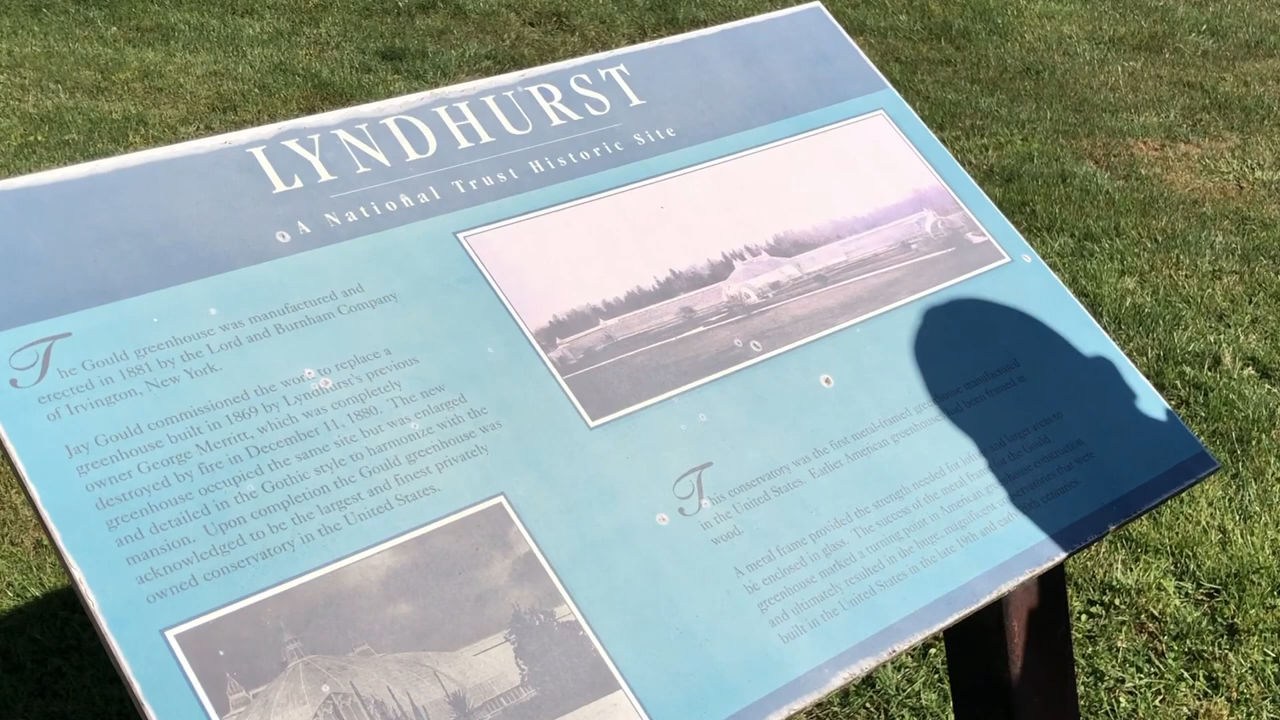 LYNDHURST
A National Trust Historic Site
The Gould greenhouse was manufactured and
erected in 1881 by the Lord and Burnham Company
of Irvington, New York.
Jay Gould commissioned the work to replace a
greenhouse built in 1869 by Lyndhurst's previous
owner George Merritt, which was completely
destroyed by fire in December 11, 1880. The new
greenhouse occupied the same site but was enlarged
and detailed in the Gothic style to harmonize with the
mansion. Upon completion the Gould greenhouse was
acknowledged to be the largest and finest privately
owned conservatory in the United States.
This conservatory was the first metal-framed greenhouse manufactured
in the United States. Earlier American greenhouses had been framed in
wood.
A metal frame provided the strength needed for and larger arches to
be enclosed in glass. The success of the metal frame for the Gould
greenhouse marked a turning point in American greenhouse construction
and ultimately resulted in the huge, magnificent conservatories that were
built in the United States in the late 19th and early 20th centuries